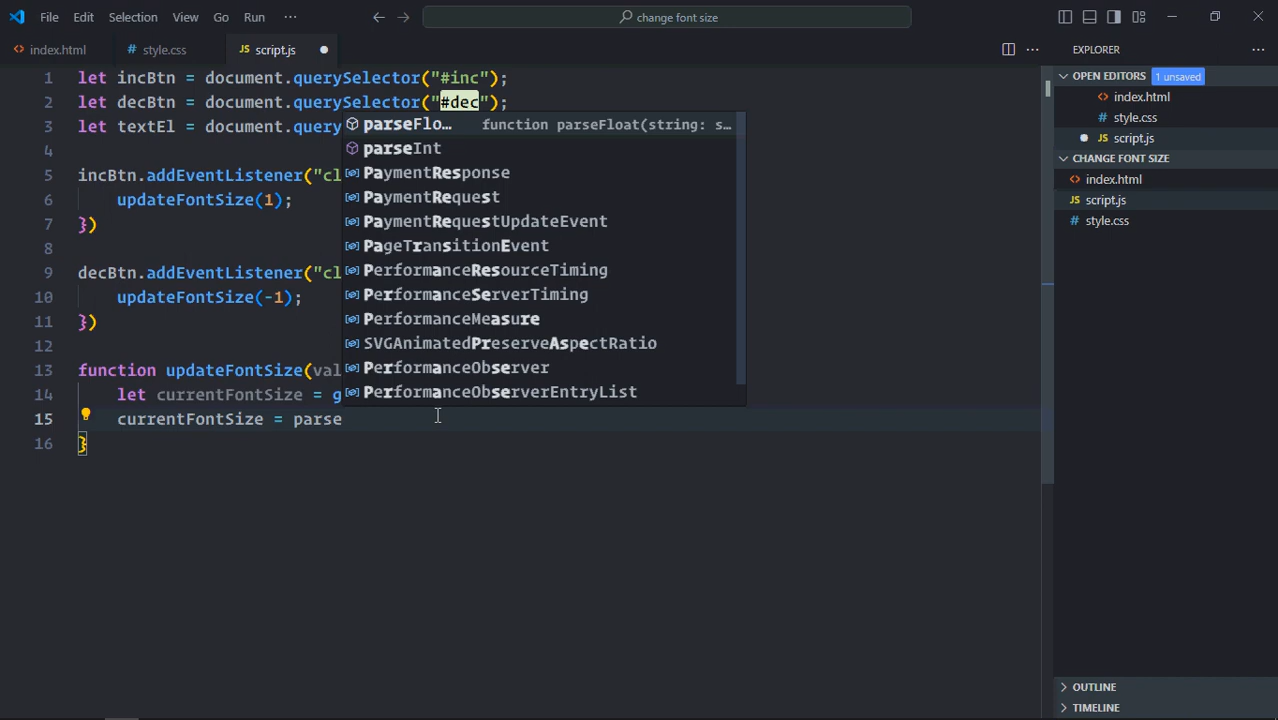 File Edit Selection View Go Run ··· change font size
index.html style.css JS script.js
EXPLORER
OPEN EDITORS 1 unsaved
index.html
style.css
JS script.js
CHANGE FONT SIZE
index.html
JS script.js
style.css
OUTLINE
TIMELINE
1 let incBtn = document.querySelector("#inc");
2 let decBtn = document.querySelector("#dec");
3 let textEl = document.query
4
5 incBtn.addEventListener("cl
6 updateFontSize(1);
7 })
8
9 decBtn.addEventListener("cl
10 updateFontSize(-1);
11 })
12
13 function updateFontSize(val
14 let currentFontSize = g
15 currentFontSize = parse
16 }
parseFlo… function parseFloat(string: s…
parseInt
PaymentResponse
PaymentRequest
PaymentRequestUpdateEvent
PageTransitionEvent
PerformanceResourceTiming
PerformanceServerTiming
PerformanceMeasure
SVGAnimatedPreserveAspectRatio
PerformanceObserver
PerformanceObserverEntryList